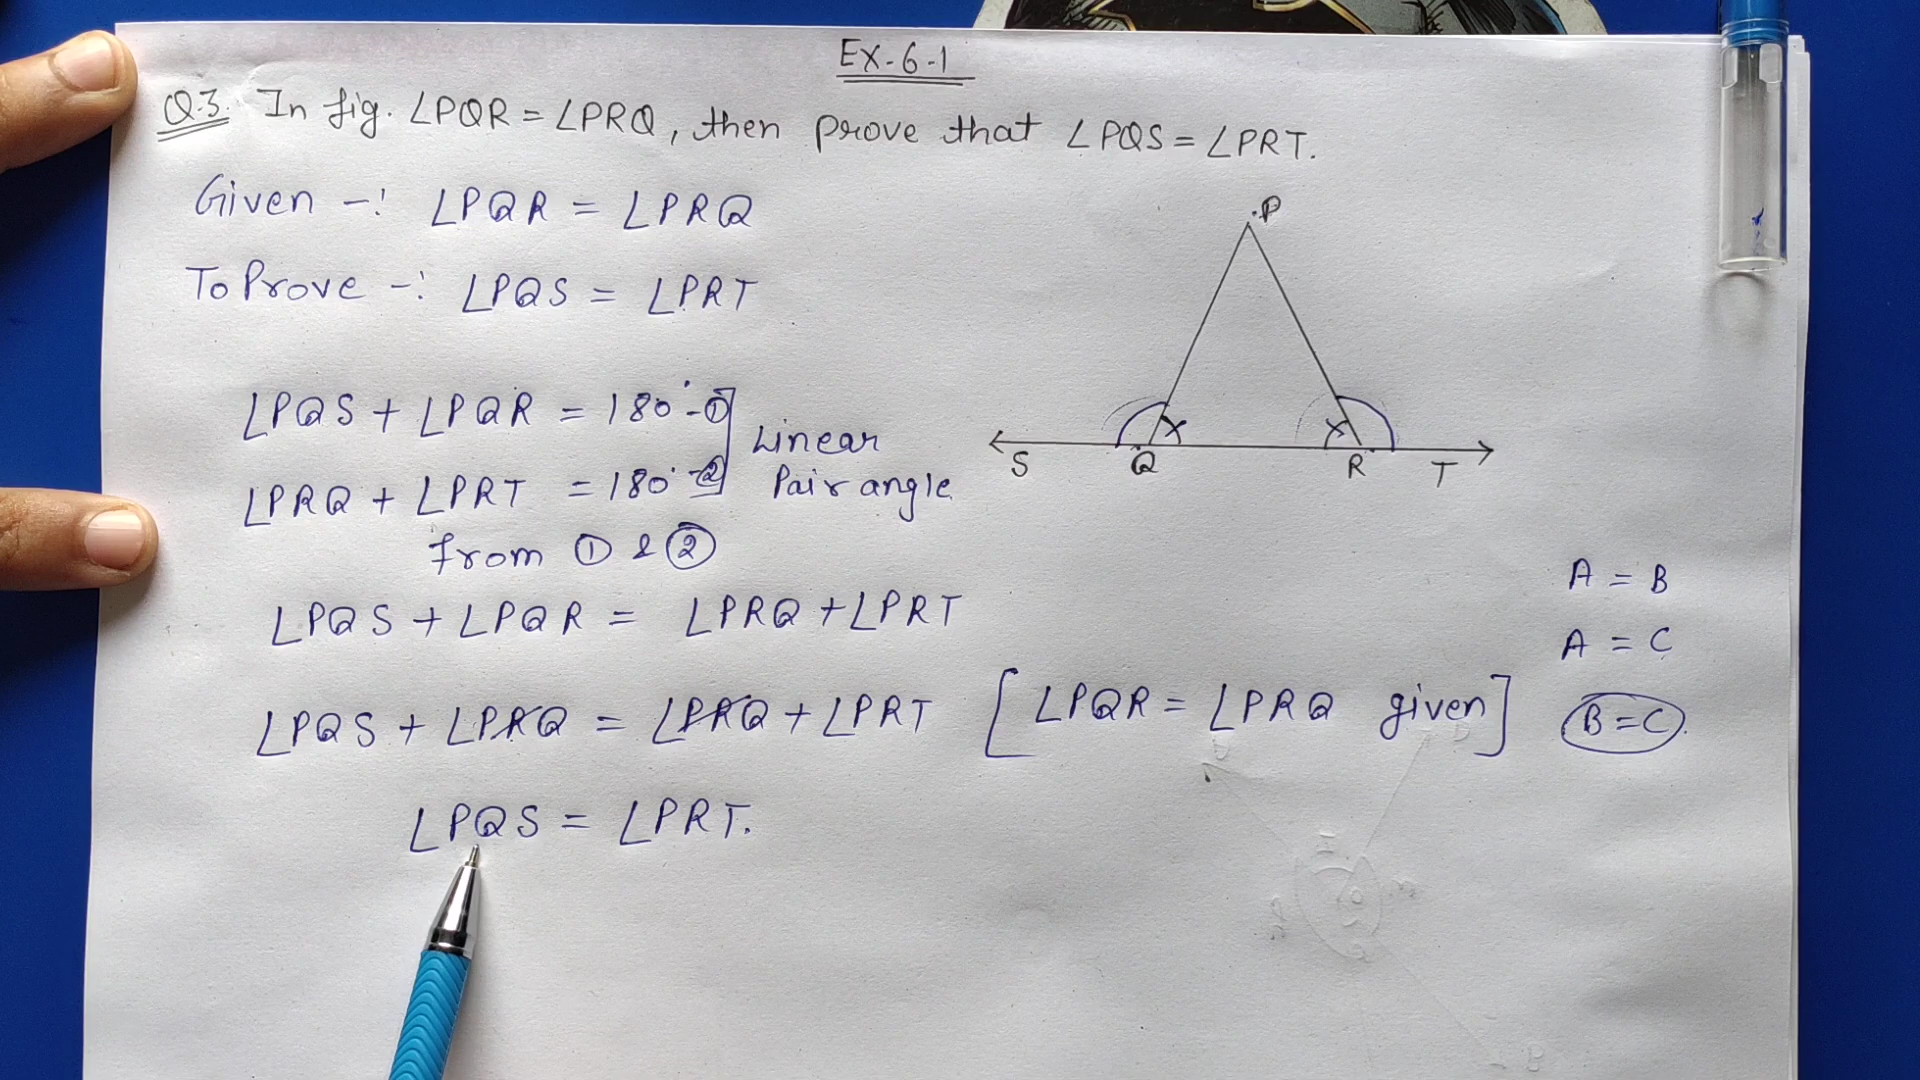 Ex-6-1
Q.3. In fig. ∠PQR = ∠PRQ, then prove that ∠PQS = ∠PRT.
Given -: ∠PQR = ∠PRQ
To Prove -: ∠PQS = ∠PRT
.P
S Q R T
∠PQS + ∠PQR = 180° - ①
∠PRQ + ∠PRT = 180° - ②
Linear
Pair angle
from ① & ②
∠PQS + ∠PQR = ∠PRQ + ∠PRT
∠PQS + ∠PRQ = ∠PRQ + ∠PRT [∠PQR = ∠PRQ given]
∠PQS = ∠PRT.
A = B
A = C
B = C.